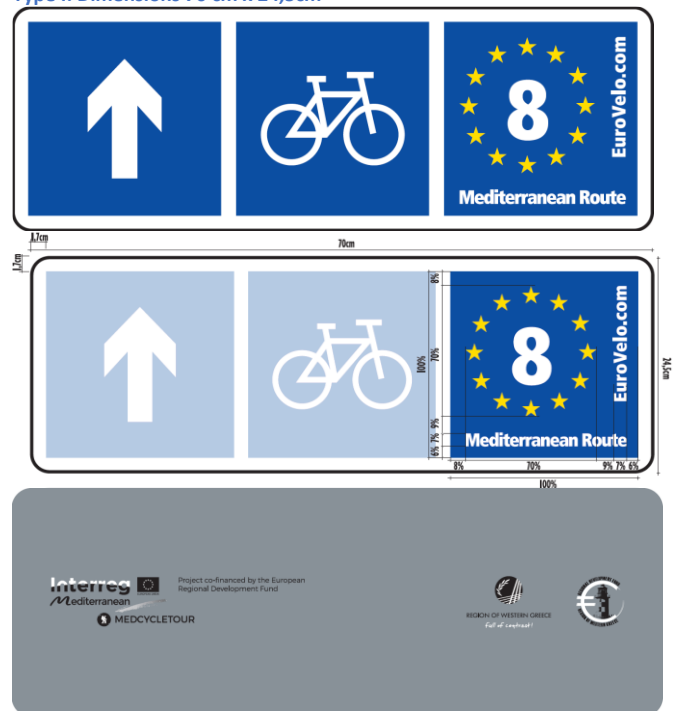 8
EuroVelo.com
Mediterranean Route
1,7cm
70cm
1,7cm
8%
70%
100%
9%
7%
6%
24,5cm
8
EuroVelo.com
Mediterranean Route
8%
70%
9%
7%
6%
100%
Interreg
Mediterranean
MEDCYCLETOUR
Project co-financed by the European
Regional Development Fund
REGION OF WESTERN GREECE
full of contrast!